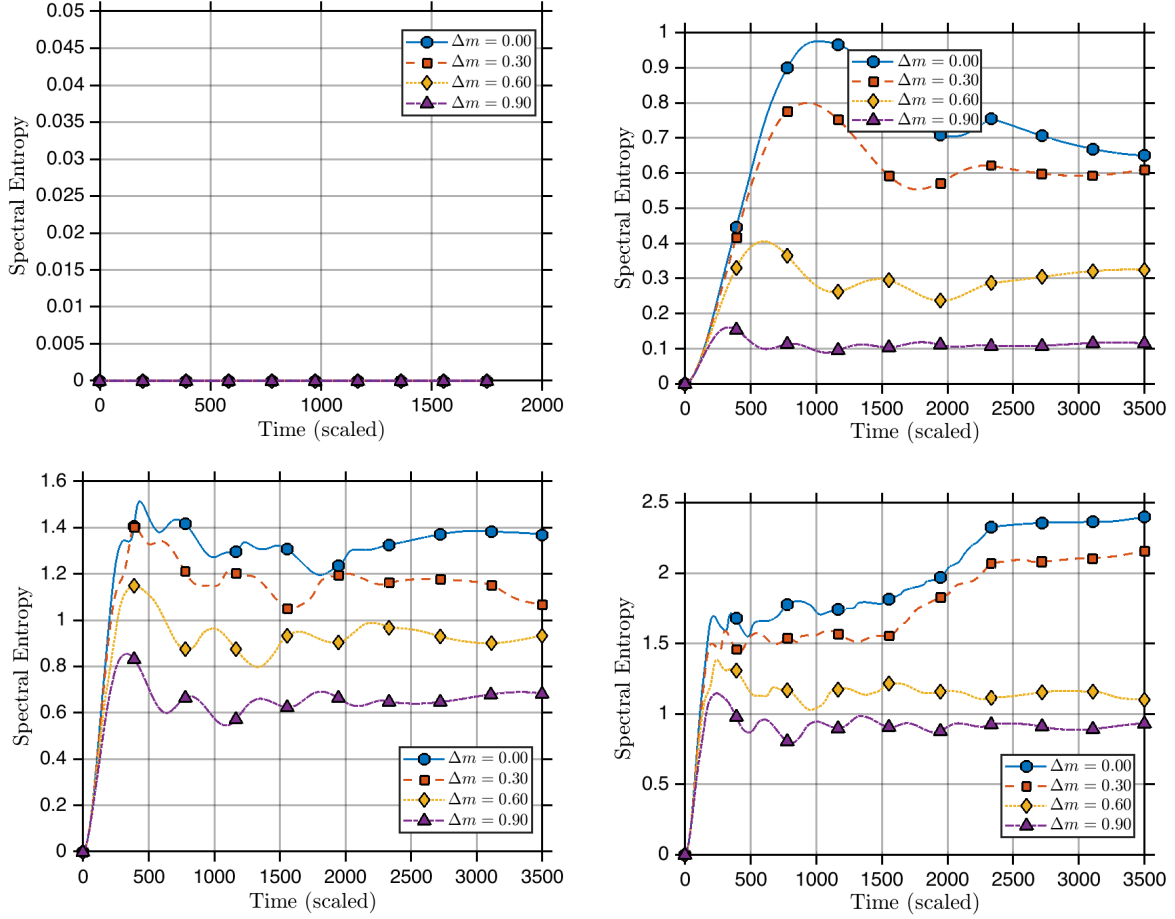 0.05
0.045
0.04
0.035
0.03
0.025
0.02
0.015
0.01
0.005
0
Spectral Entropy
0 500 1000 1500 2000
Time (scaled)
Δm = 0.00
Δm = 0.30
Δm = 0.60
Δm = 0.90
1
0.9
0.8
0.7
0.6
0.5
0.4
0.3
0.2
0.1
0
Spectral Entropy
0 500 1000 1500 2000 2500 3000 3500
Time (scaled)
Δm = 0.00
Δm = 0.30
Δm = 0.60
Δm = 0.90
1.6
1.4
1.2
1
0.8
0.6
0.4
0.2
0
Spectral Entropy
0 500 1000 1500 2000 2500 3000 3500
Time (scaled)
Δm = 0.00
Δm = 0.30
Δm = 0.60
Δm = 0.90
2.5
2
1.5
1
0.5
0
Spectral Entropy
0 500 1000 1500 2000 2500 3000 3500
Time (scaled)
Δm = 0.00
Δm = 0.30
Δm = 0.60
Δm = 0.90